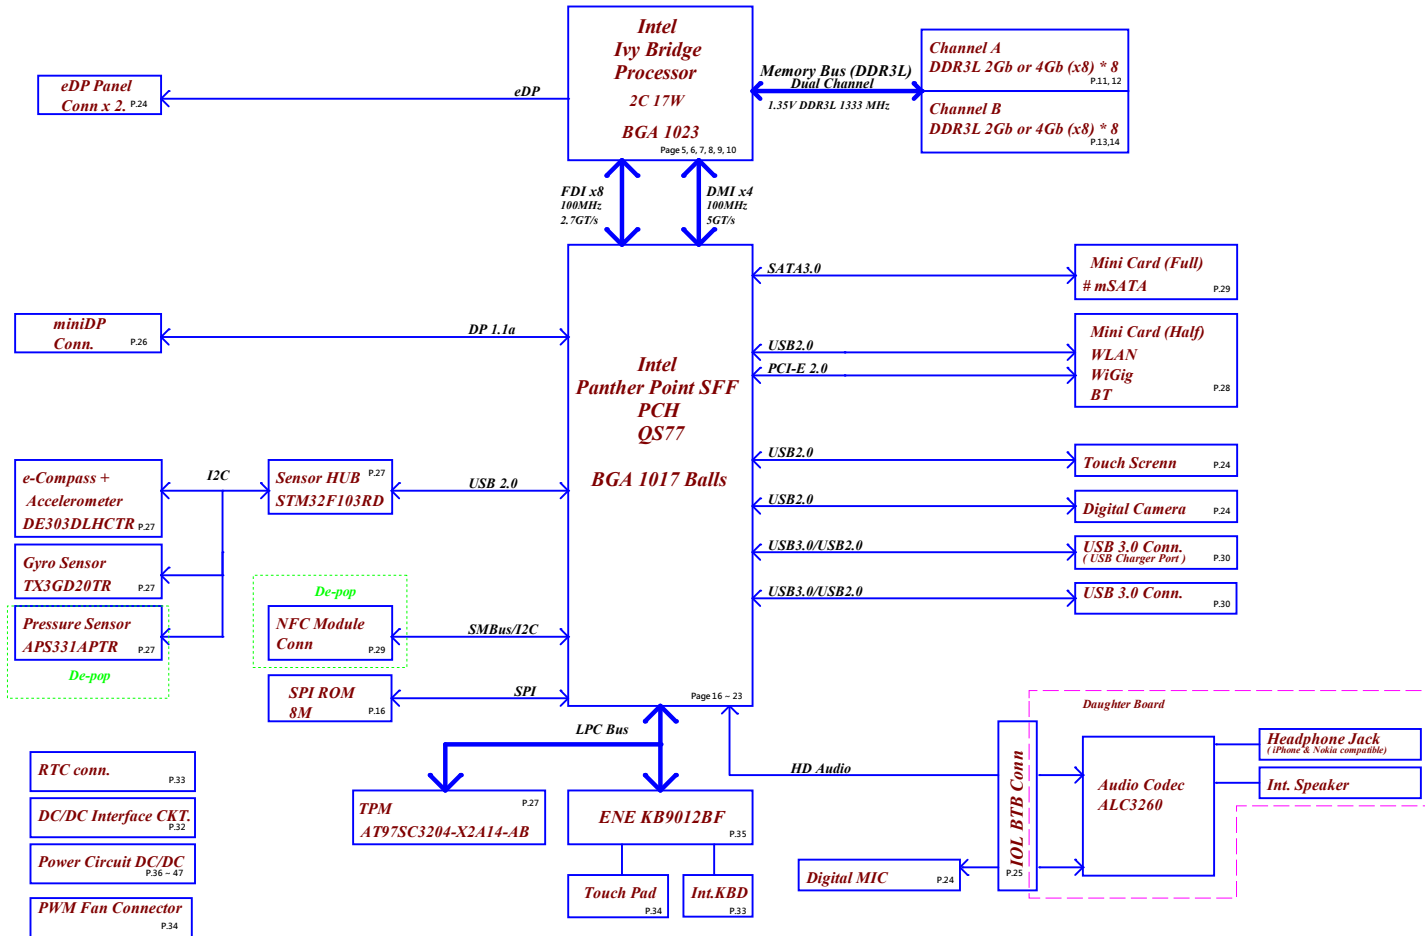 Intel
Ivy Bridge
Processor
2C 17W
BGA 1023
Page 5, 6, 7, 8, 9, 10
eDP Panel
Conn x 2. P.24
eDP
Memory Bus (DDR3L)
Dual Channel
1.35V DDR3L 1333 MHz
Channel A
DDR3L 2Gb or 4Gb (x8) * 8
P.11, 12
Channel B
DDR3L 2Gb or 4Gb (x8) * 8
P.13,14
FDI x8
100MHz
2.7GT/s
DMI x4
100MHz
5GT/s
Intel
Panther Point SFF
PCH
QS77
BGA 1017 Balls
Page 16 ~ 23
miniDP
Conn. P.26
DP 1.1a
SATA3.0
Mini Card (Full)
# mSATA P.29
USB2.0
PCI-E 2.0
Mini Card (Half)
WLAN
WiGig
BT
P.28
e-Compass +
Accelerometer
DE303DLHCTR P.27
I2C
Sensor HUB P.27
STM32F103RD
USB 2.0
Gyro Sensor
TX3GD20TR P.27
Pressure Sensor
APS331APTR P.27
De-pop
De-pop
NFC Module
Conn P.29
SMBus/I2C
SPI ROM
8M P.16
SPI
USB2.0
Touch Screnn P.24
USB2.0
Digital Camera P.24
USB3.0/USB2.0
USB 3.0 Conn.
( USB Charger Port ) P.30
USB3.0/USB2.0
USB 3.0 Conn.
P.30
LPC Bus
HD Audio
TPM P.27
AT97SC3204-X2A14-AB
ENE KB9012BF
P.35
Touch Pad
P.34
Int.KBD
P.33
RTC conn.
P.33
DC/DC Interface CKT.
P.32
Power Circuit DC/DC
P.36 ~ 47
PWM Fan Connector
P.34
Daughter Board
IOL BTB Conn
P.25
Audio Codec
ALC3260
Headphone Jack
( iPhone & Nokia compatible)
Int. Speaker
Digital MIC P.24